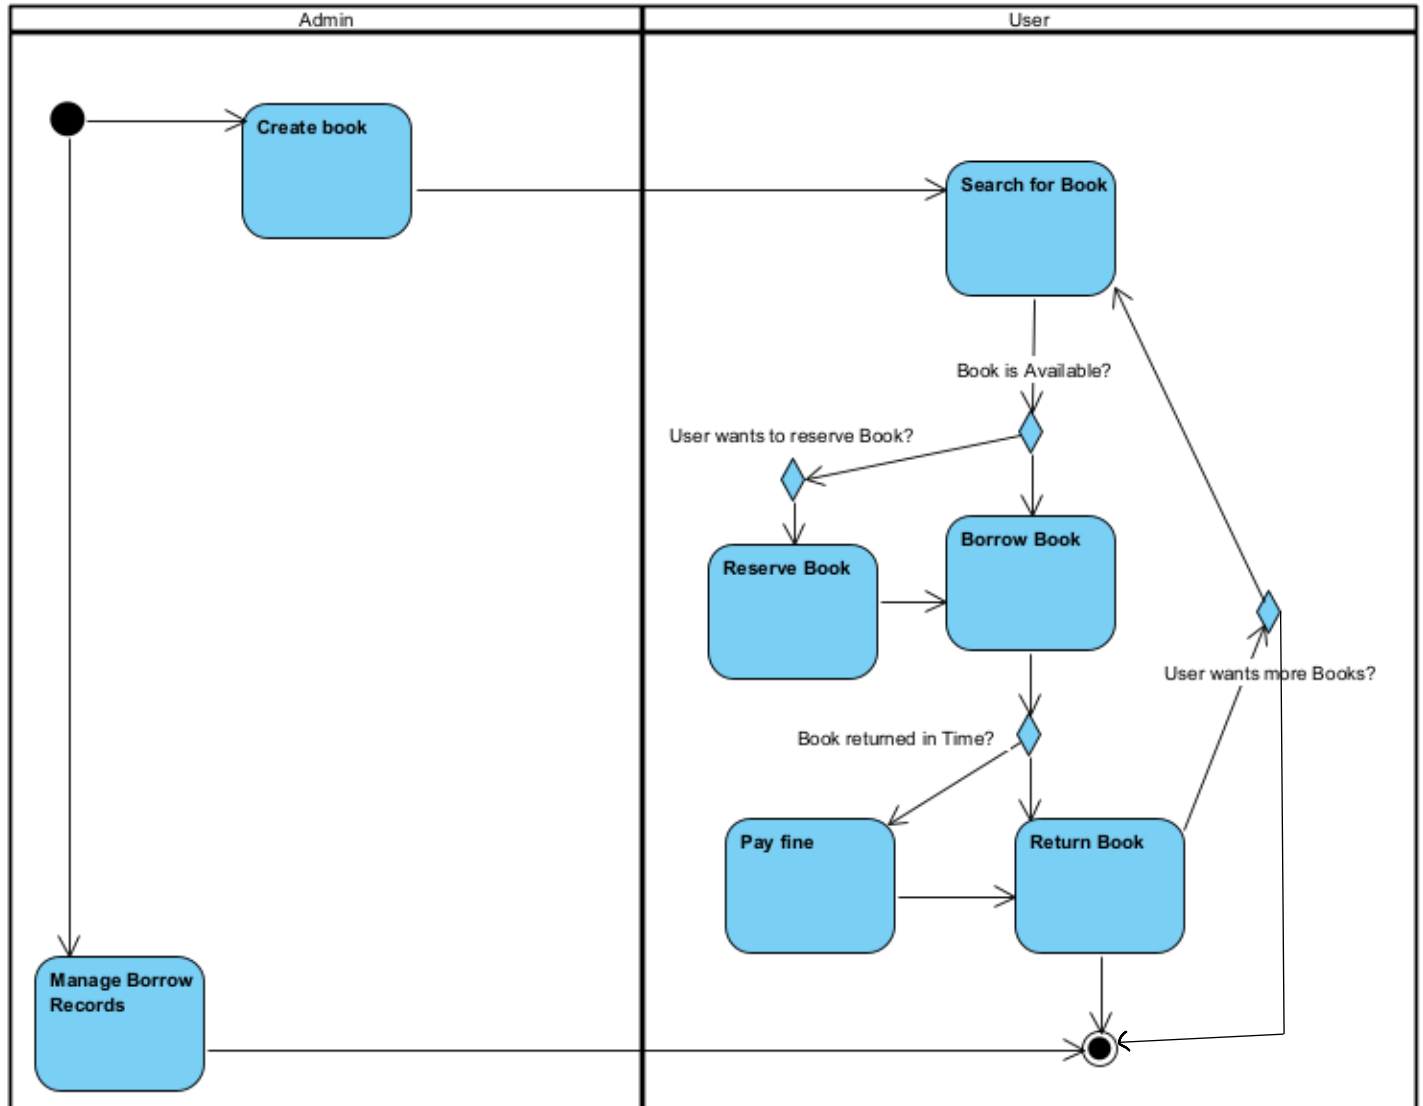 Admin
User
Create book
Search for Book
Book is Available?
User wants to reserve Book?
Borrow Book
Reserve Book
User wants more Books?
Book returned in Time?
Pay fine
Return Book
Manage Borrow
Records